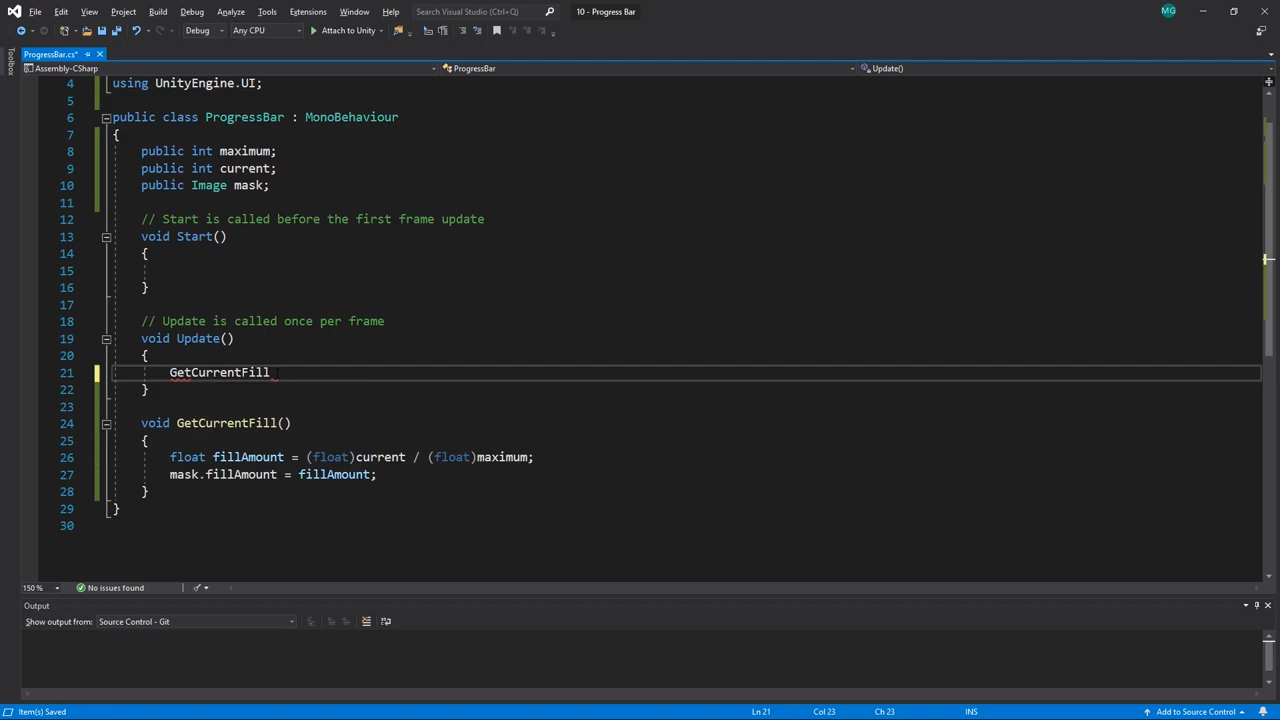 File Edit View Project Build Debug Analyze Tools Extensions Window Help Search Visual Studio 10 - Progress Bar MG
Debug Any CPU Attach to Unity
ProgressBar.cs*
Toolbox
Assembly-CSharp ProgressBar Update()
4 using UnityEngine.UI;
5
6 public class ProgressBar : MonoBehaviour
7 {
8 public int maximum;
9 public int current;
10 public Image mask;
11
12 // Start is called before the first frame update
13 void Start()
14 {
15
16 }
17
18 // Update is called once per frame
19 void Update()
20 {
21 GetCurrentFill
22 }
23
24 void GetCurrentFill()
25 {
26 float fillAmount = (float)current / (float)maximum;
27 mask.fillAmount = fillAmount;
28 }
29 }
30
150 % No issues found
Output
Show output from: Source Control - Git
Item(s) Saved Ln 21 Col 23 Ch 23 INS Add to Source Control